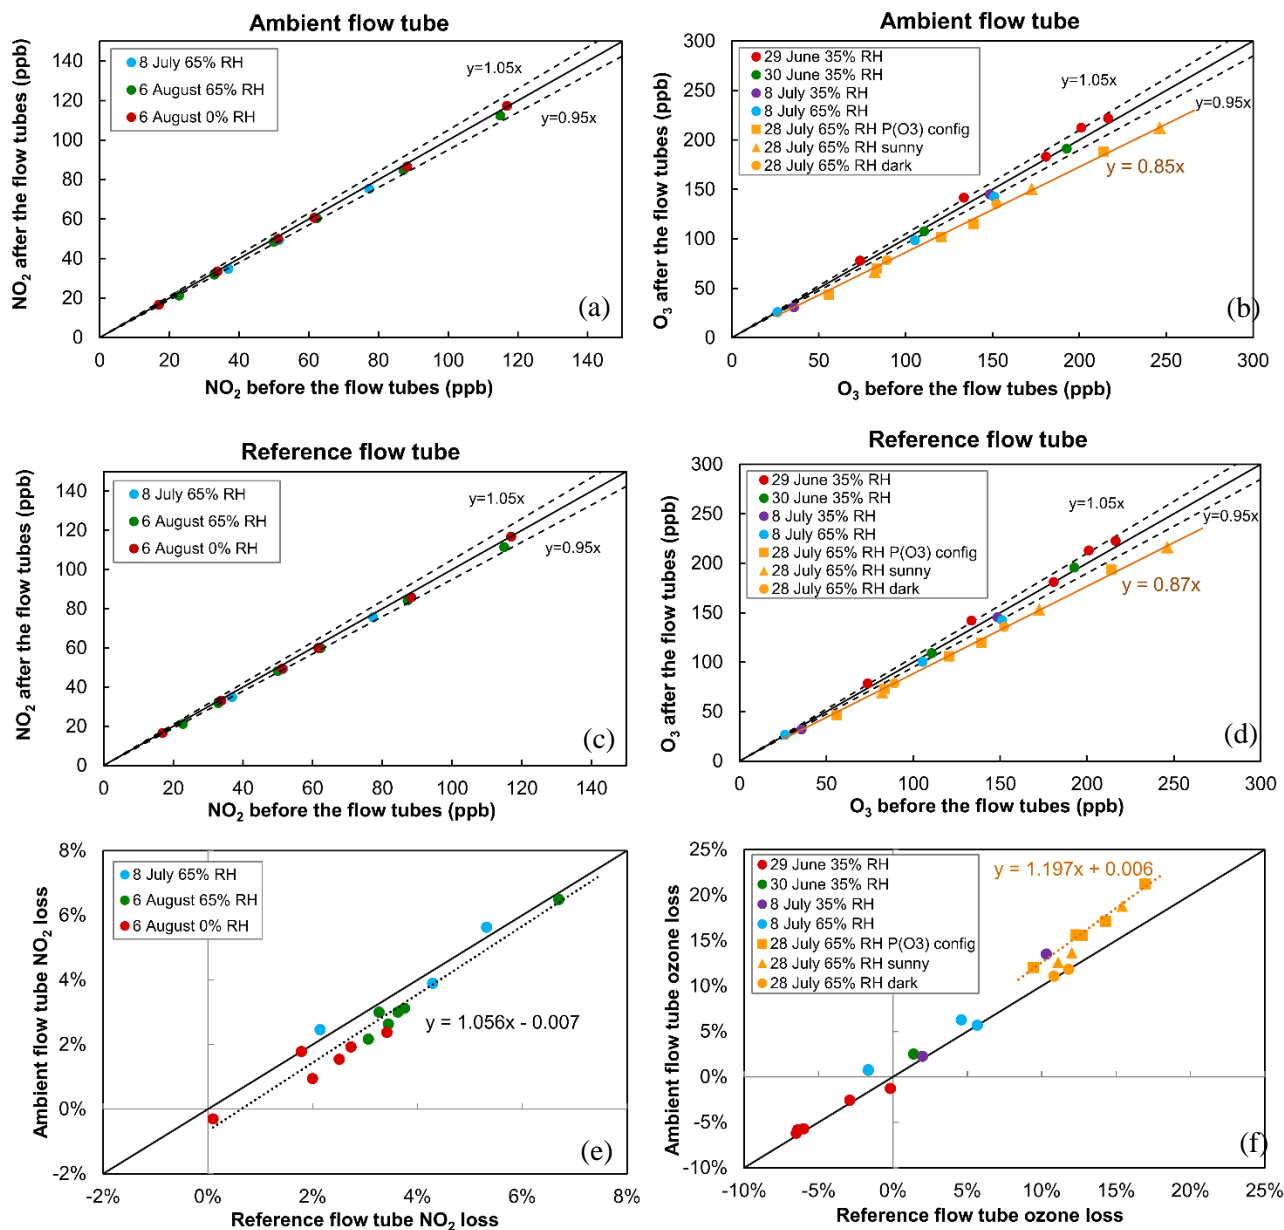 Ambient flow tube
NO2 after the flow tubes (ppb)
140
120
100
80
60
40
20
0
8 July 65% RH
6 August 65% RH
6 August 0% RH
y=1.05x
y=0.95x
(a)
0 20 40 60 80 100 120 140
NO2 before the flow tubes (ppb)
Ambient flow tube
O3 after the flow tubes (ppb)
300
250
200
150
100
50
0
29 June 35% RH
30 June 35% RH
8 July 35% RH
8 July 65% RH
28 July 65% RH P(O3) config
28 July 65% RH sunny
28 July 65% RH dark
y=1.05x
y=0.95x
y = 0.85x
(b)
0 50 100 150 200 250 300
O3 before the flow tubes (ppb)
Reference flow tube
NO2 after the flow tubes (ppb)
140
120
100
80
60
40
20
0
8 July 65% RH
6 August 65% RH
6 August 0% RH
y=1.05x
y=0.95x
(c)
0 20 40 60 80 100 120 140
NO2 before the flow tubes (ppb)
Reference flow tube
O3 after the flow tubes (ppb)
300
250
200
150
100
50
0
29 June 35% RH
30 June 35% RH
8 July 35% RH
8 July 65% RH
28 July 65% RH P(O3) config
28 July 65% RH sunny
28 July 65% RH dark
y=1.05x
y=0.95x
y = 0.87x
(d)
0 50 100 150 200 250 300
O3 before the flow tubes (ppb)
Ambient flow tube NO2 loss
8%
6%
4%
2%
0%
-2%
8 July 65% RH
6 August 65% RH
6 August 0% RH
y = 1.056x - 0.007
(e)
-2% 0% 2% 4% 6% 8%
Reference flow tube NO2 loss
Ambient flow tube ozone loss
25%
20%
15%
10%
5%
0%
-5%
-10%
29 June 35% RH
30 June 35% RH
8 July 35% RH
8 July 65% RH
28 July 65% RH P(O3) config
28 July 65% RH sunny
28 July 65% RH dark
y = 1.197x + 0.006
(f)
-10% -5% 0% 5% 10% 15% 20% 25%
Reference flow tube ozone loss